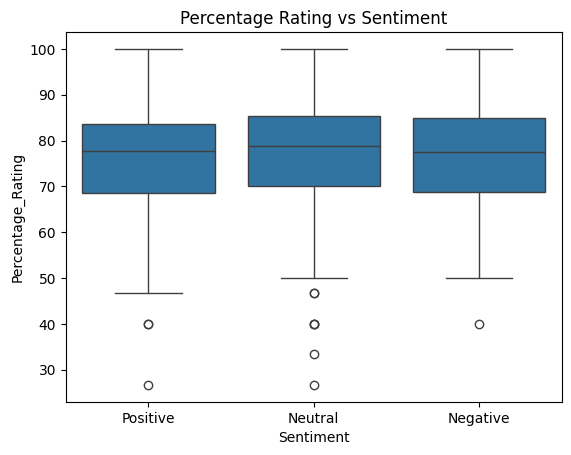 Percentage Rating vs Sentiment
100
90
80
70
60
50
40
30
Percentage_Rating
Positive
Neutral
Negative
Sentiment